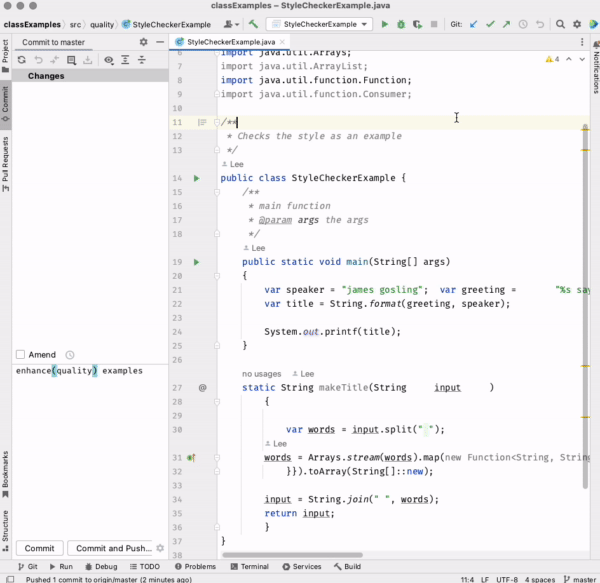 classExamples – StyleCheckerExample.java
classExamples › src › quality › StyleCheckerExample
StyleCheckerExample
Git:
Project
Commit
Pull Requests
Bookmarks
Structure
Notifications
Commit to master
StyleCheckerExample.java
Changes
4
6 import java.util.Arrays;
7 import java.util.ArrayList;
8 import java.util.function.Function;
9 import java.util.function.Consumer;
10
11 /**
12 * Checks the style as an example
13 */
Lee
14 public class StyleCheckerExample {
15 /**
16 * main function
17 * @param args the args
18 */
Lee
19 public static void main(String[] args)
20 {
21 var speaker = "james gosling"; var greeting = "%s say
22 var title = String.format(greeting, speaker);
23
24 System.out.printf(title);
25 }
26
no usages Lee
27 static String makeTitle(String input )
28 {
29
30 var words = input.split(" ");
Lee
31 words = Arrays.stream(words).map(new Function<String, Strin
32 }}).toArray(String[]::new);
33
34 input = String.join(" ", words);
35 return input;
36 }
37 }
38
Amend
enhance(quality) examples
Commit
Commit and Push...
Git
Run
Debug
TODO
Problems
Terminal
Services
Build
Pushed 1 commit to origin/master (2 minutes ago)
11:4 LF UTF-8 4 spaces master